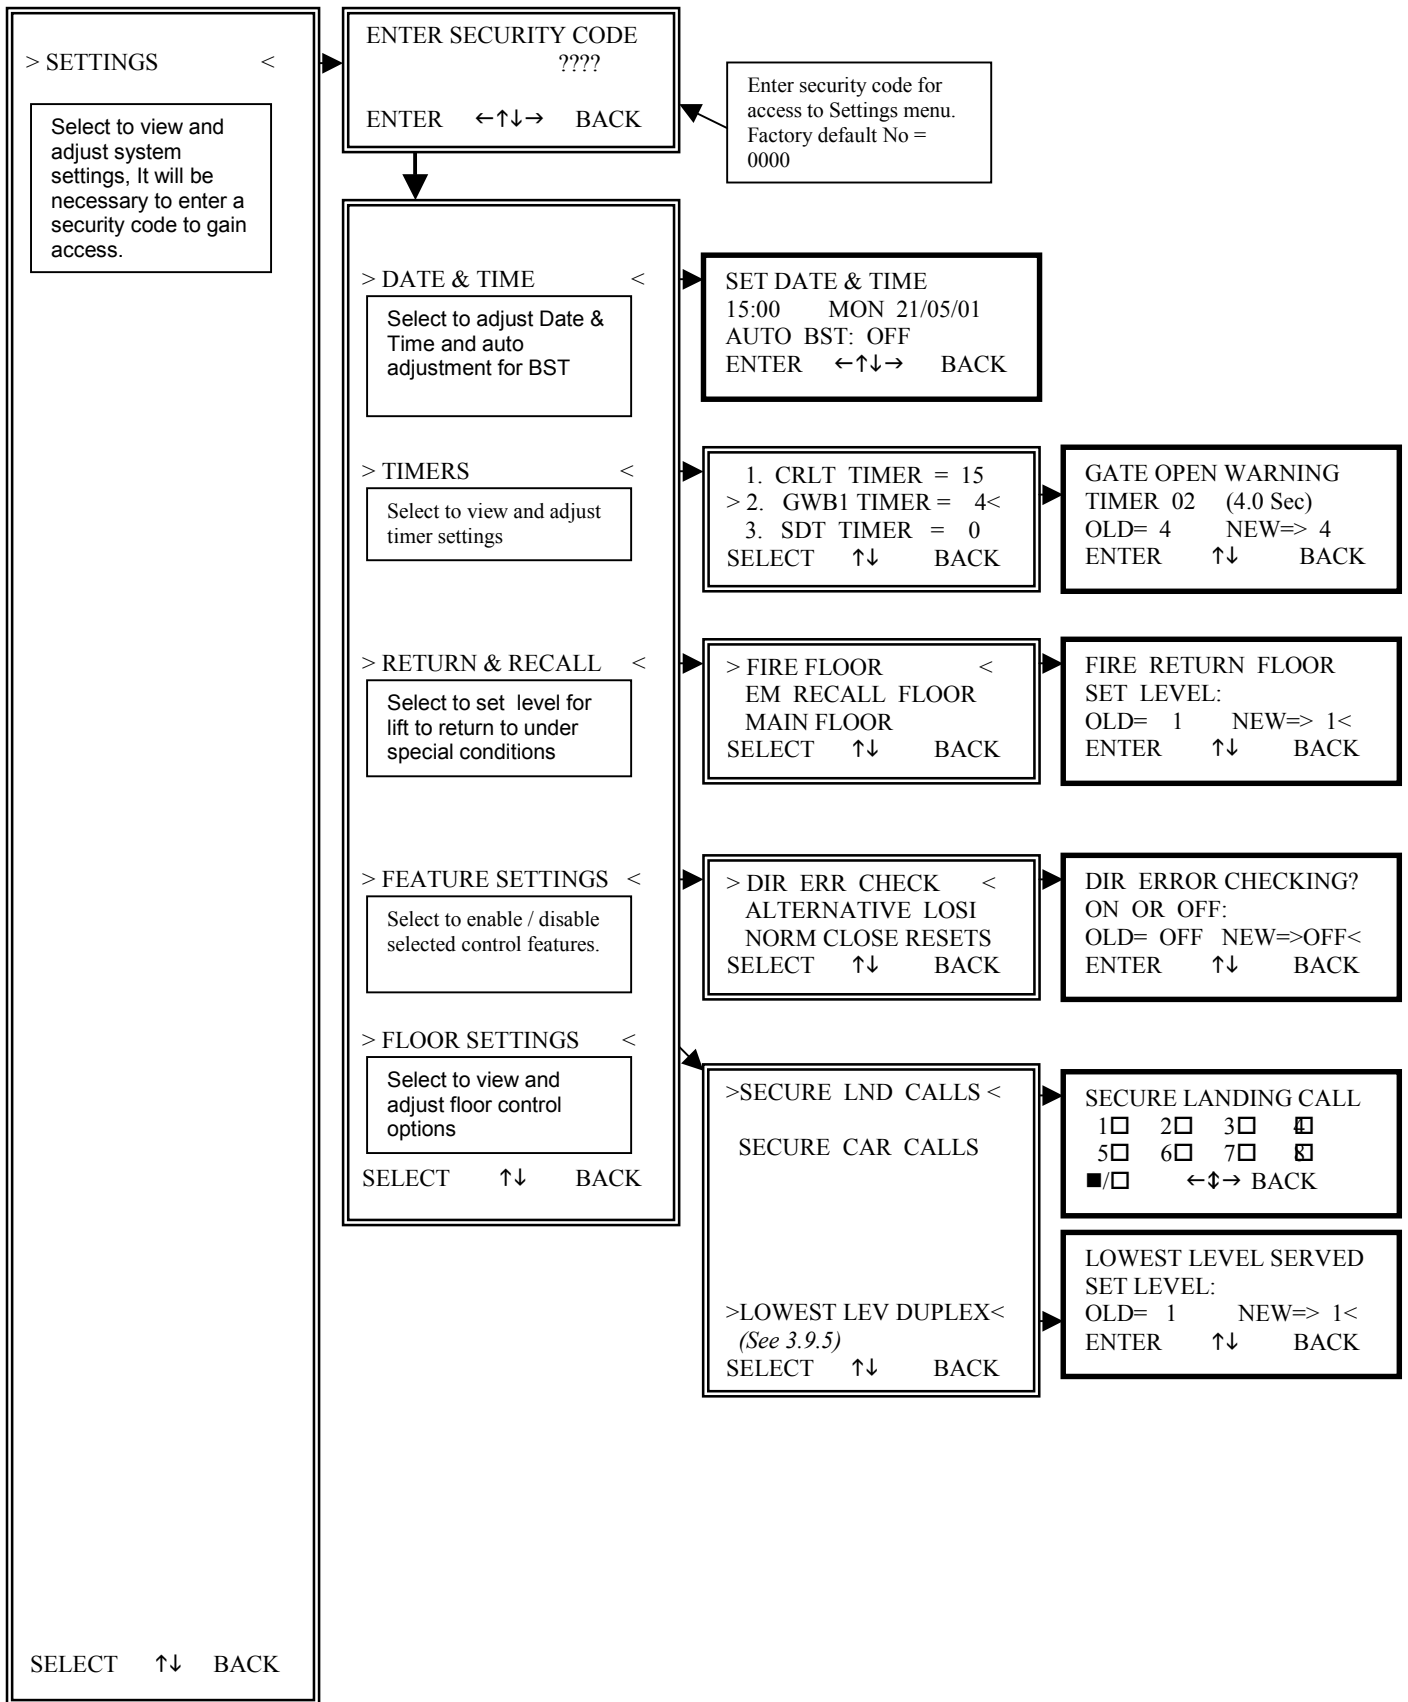 > SETTINGS <
Select to view and
adjust system
settings, It will be
necessary to enter a
security code to gain
access.
SELECT ↑↓ BACK
ENTER SECURITY CODE
????
ENTER ←↑↓→ BACK
Enter security code for
access to Settings menu.
Factory default No =
0000
> DATE & TIME <
Select to adjust Date &
Time and auto
adjustment for BST
SET DATE & TIME
15:00 MON 21/05/01
AUTO BST: OFF
ENTER ←↑↓→ BACK
> TIMERS <
Select to view and adjust
timer settings
1. CRLT TIMER = 15
> 2. GWB1 TIMER = 4<
3. SDT TIMER = 0
SELECT ↑↓ BACK
GATE OPEN WARNING
TIMER 02 (4.0 Sec)
OLD= 4 NEW=> 4
ENTER ↑↓ BACK
> RETURN & RECALL <
Select to set level for
lift to return to under
special conditions
> FIRE FLOOR <
EM RECALL FLOOR
MAIN FLOOR
SELECT ↑↓ BACK
FIRE RETURN FLOOR
SET LEVEL:
OLD= 1 NEW=> 1<
ENTER ↑↓ BACK
> FEATURE SETTINGS <
Select to enable / disable
selected control features.
> DIR ERR CHECK <
ALTERNATIVE LOSI
NORM CLOSE RESETS
SELECT ↑↓ BACK
DIR ERROR CHECKING?
ON OR OFF:
OLD= OFF NEW=>OFF<
ENTER ↑↓ BACK
> FLOOR SETTINGS <
Select to view and
adjust floor control
options
SELECT ↑↓ BACK
>SECURE LND CALLS <
SECURE CAR CALLS
>LOWEST LEV DUPLEX<
(See 3.9.5)
SELECT ↑↓ BACK
SECURE LANDING CALL
1☐ 2☐ 3☐ 4☐
5☐ 6☐ 7☐ 8☐
■/☐ ←↕→ BACK
LOWEST LEVEL SERVED
SET LEVEL:
OLD= 1 NEW=> 1<
ENTER ↑↓ BACK